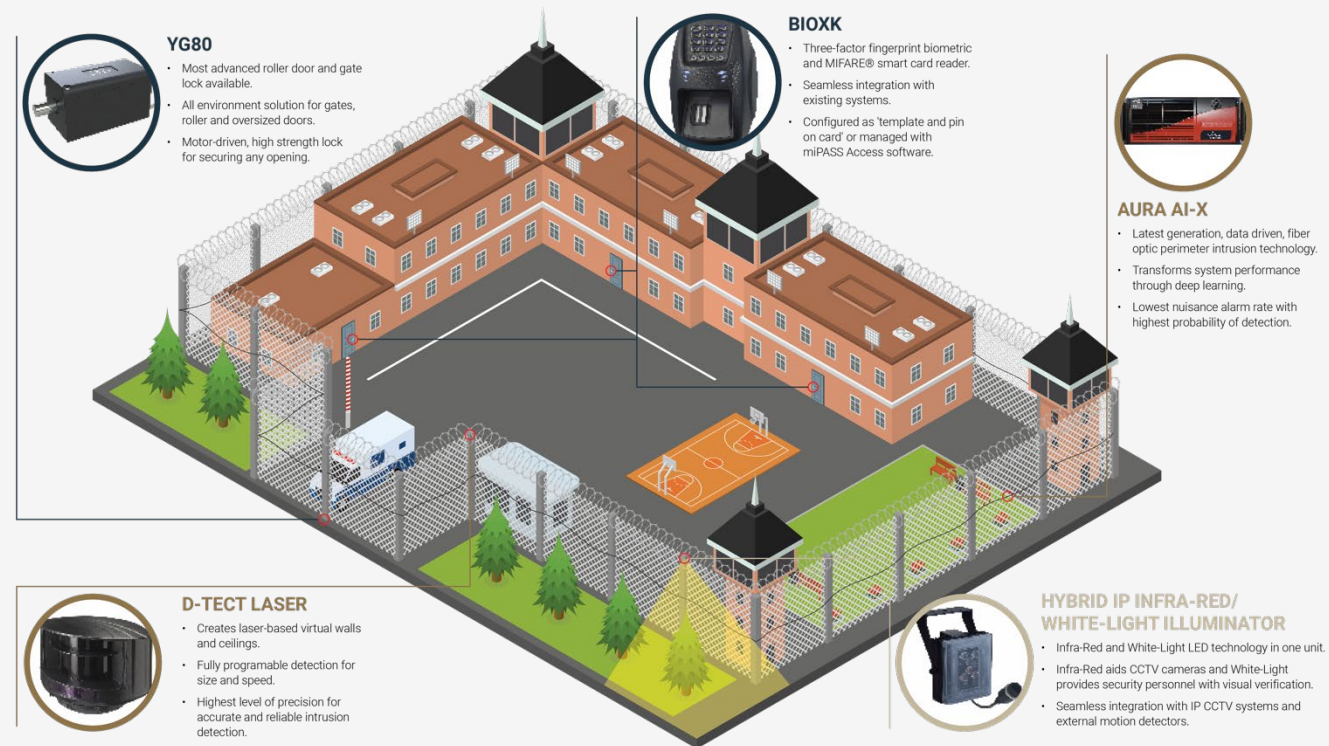 YG80
• Most advanced roller door and gate
lock available.
• All environment solution for gates,
roller and oversized doors.
• Motor-driven, high strength lock
for securing any opening.
BIOXK
• Three-factor fingerprint biometric
and MIFARE® smart card reader.
• Seamless integration with
existing systems.
• Configured as 'template and pin
on card' or managed with
miPASS Access software.
AURA AI-X
• Latest generation, data driven, fiber
optic perimeter intrusion technology.
• Transforms system performance
through deep learning.
• Lowest nuisance alarm rate with
highest probability of detection.
D-TECT LASER
• Creates laser-based virtual walls
and ceilings.
• Fully programable detection for
size and speed.
• Highest level of precision for
accurate and reliable intrusion
detection.
HYBRID IP INFRA-RED/
WHITE-LIGHT ILLUMINATOR
• Infra-Red and White-Light LED technology in one unit.
• Infra-Red aids CCTV cameras and White-Light
provides security personnel with visual verification.
• Seamless integration with IP CCTV systems and
external motion detectors.